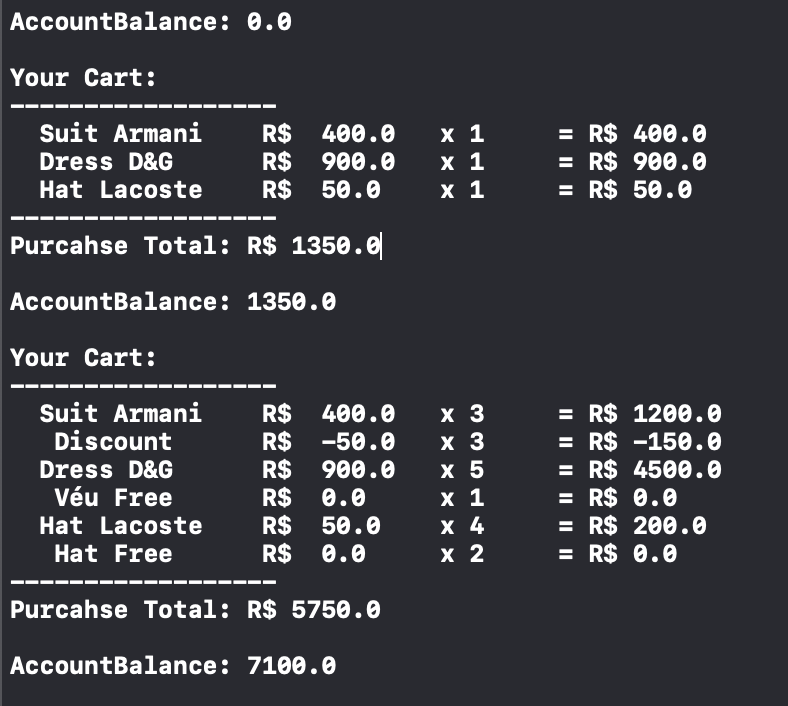 AccountBalance: 0.0
Your Cart:
------------------
Suit Armani R$ 400.0 x 1 = R$ 400.0
Dress D&G R$ 900.0 x 1 = R$ 900.0
Hat Lacoste R$ 50.0 x 1 = R$ 50.0
------------------
Purcahse Total: R$ 1350.0
AccountBalance: 1350.0
Your Cart:
------------------
Suit Armani R$ 400.0 x 3 = R$ 1200.0
Discount R$ -50.0 x 3 = R$ -150.0
Dress D&G R$ 900.0 x 5 = R$ 4500.0
Véu Free R$ 0.0 x 1 = R$ 0.0
Hat Lacoste R$ 50.0 x 4 = R$ 200.0
Hat Free R$ 0.0 x 2 = R$ 0.0
------------------
Purcahse Total: R$ 5750.0
AccountBalance: 7100.0